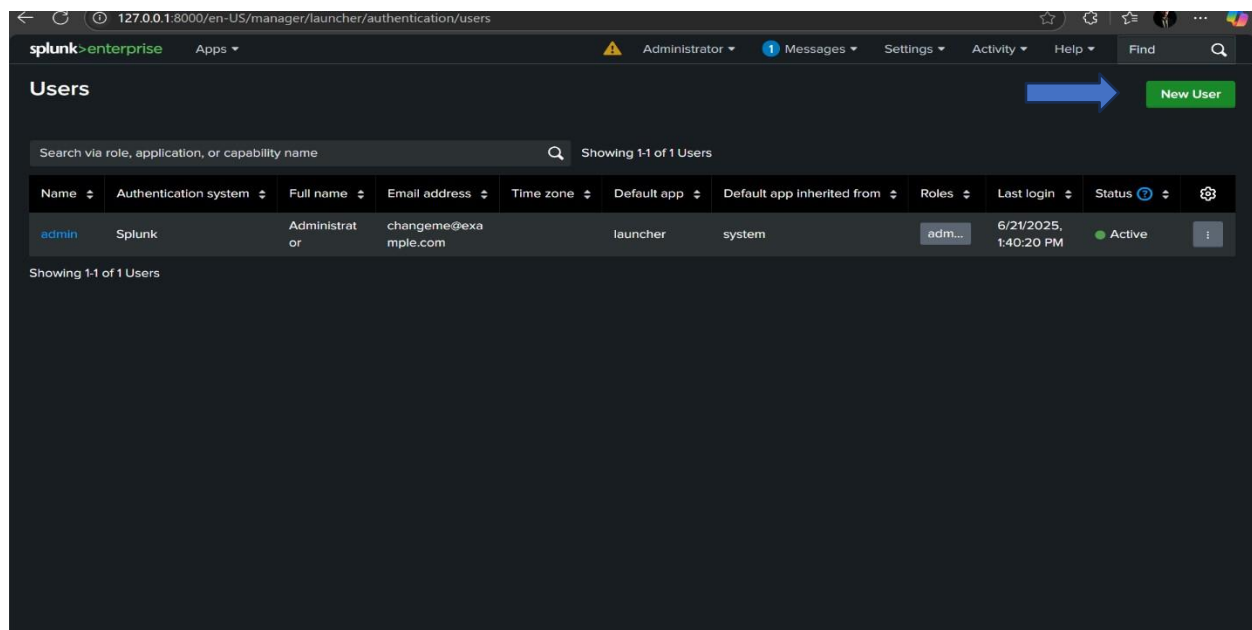 127.0.0.1:8000/en-US/manager/launcher/authentication/users
splunk>enterprise Apps Administrator 1 Messages Settings Activity Help Find
Users
New User
Search via role, application, or capability name Showing 1-1 of 1 Users
Name Authentication system Full name Email address Time zone Default app Default app inherited from Roles Last login Status ?
admin Splunk Administrat changeme@exa launcher system adm... 6/21/2025, Active
or mple.com 1:40:20 PM
Showing 1-1 of 1 Users